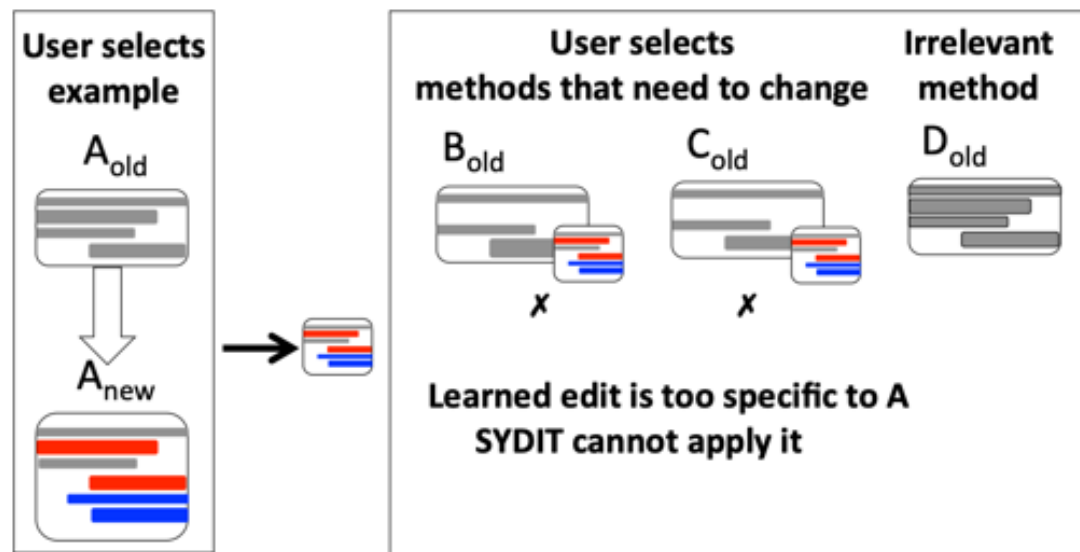 User selects
example
A_old
A_new
User selects
methods that need to change
Irrelevant
method
B_old
C_old
D_old
✗
✗
Learned edit is too specific to A
SYDIT cannot apply it